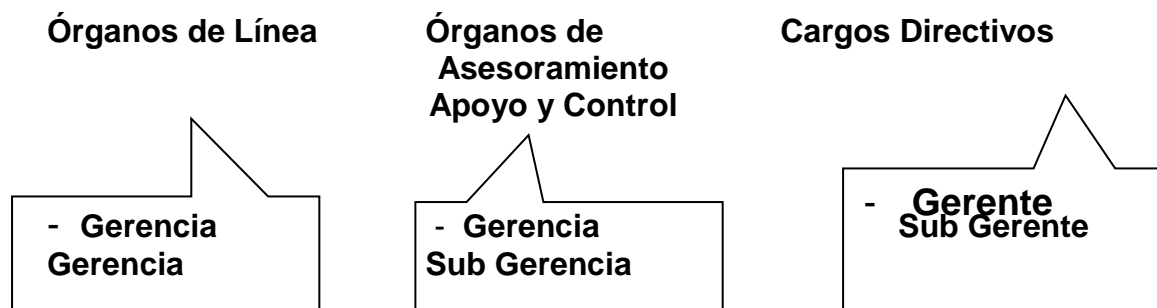 Órganos de Línea
- Gerencia
Gerencia
Órganos de
Asesoramiento
Apoyo y Control
- Gerencia
Sub Gerencia
Cargos Directivos
- Gerente
Sub Gerente